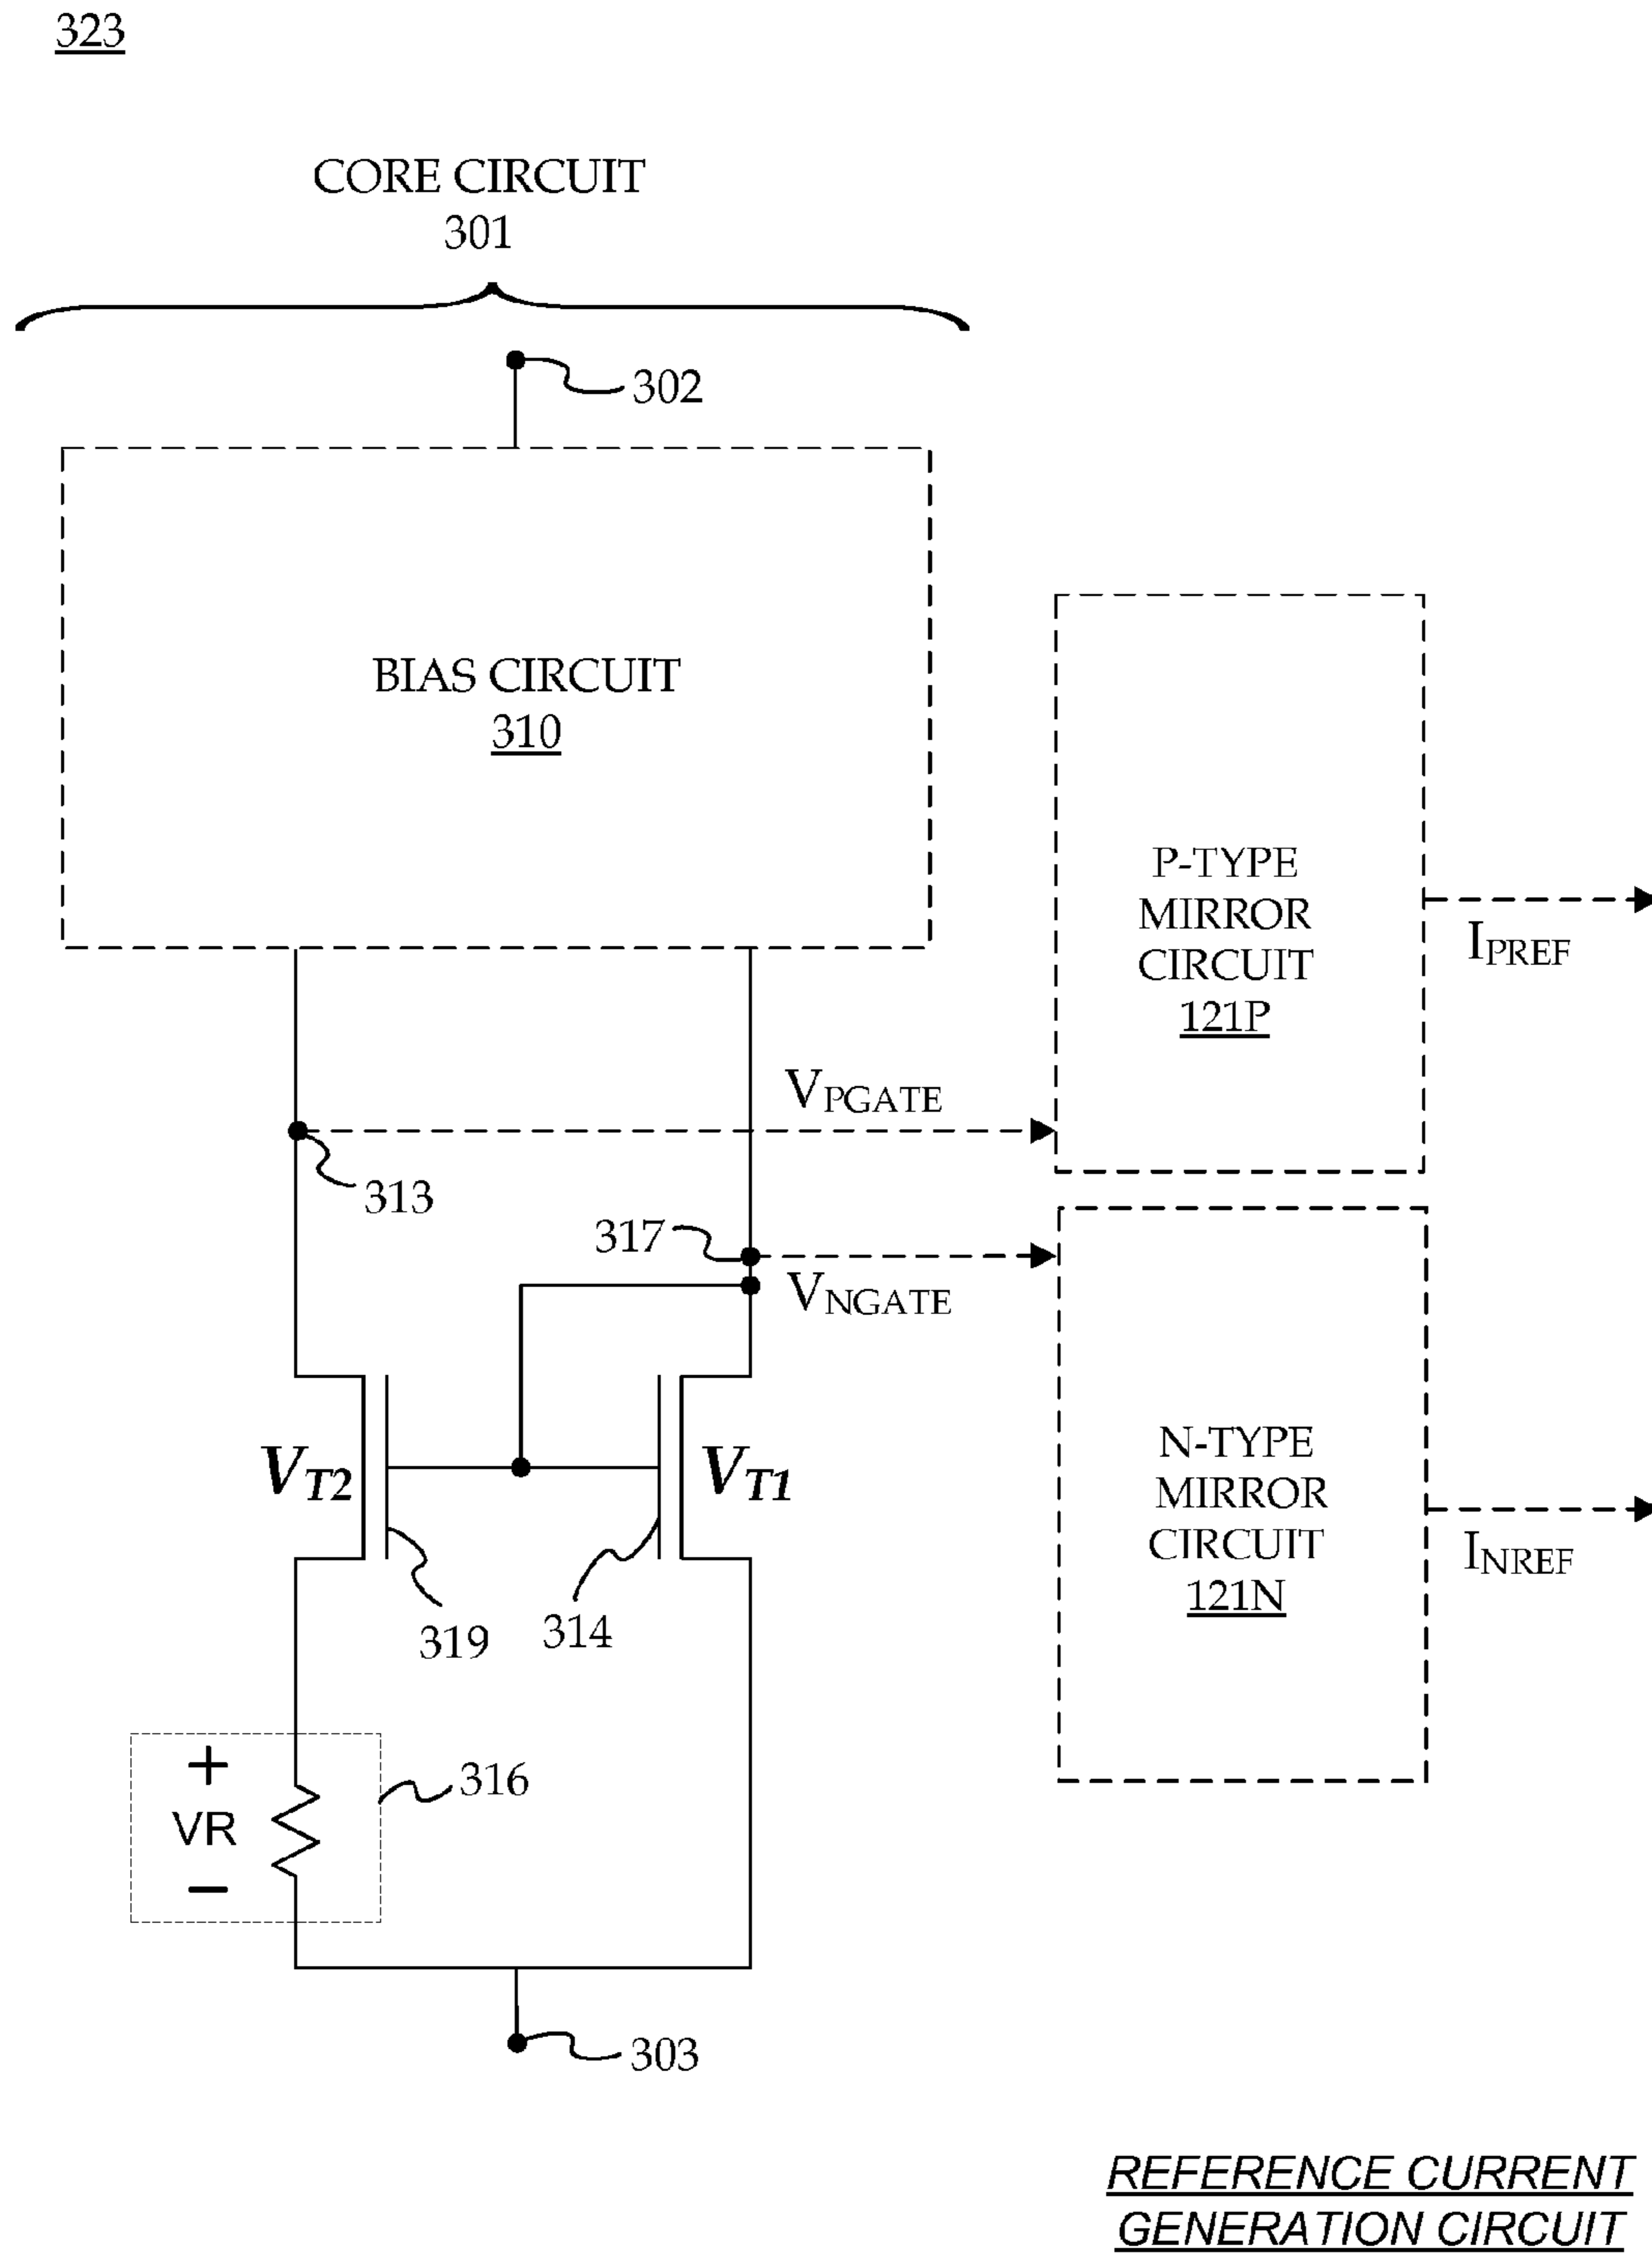 323
CORE CIRCUIT
301
302
BIAS CIRCUIT
310
P-TYPE
MIRROR
CIRCUIT
121P
IPREF
VPGATE
313
317
VNGATE
N-TYPE
MIRROR
CIRCUIT
121N
INREF
VT2
VT1
319
314
+
VR
−
316
303
REFERENCE CURRENT
GENERATION CIRCUIT